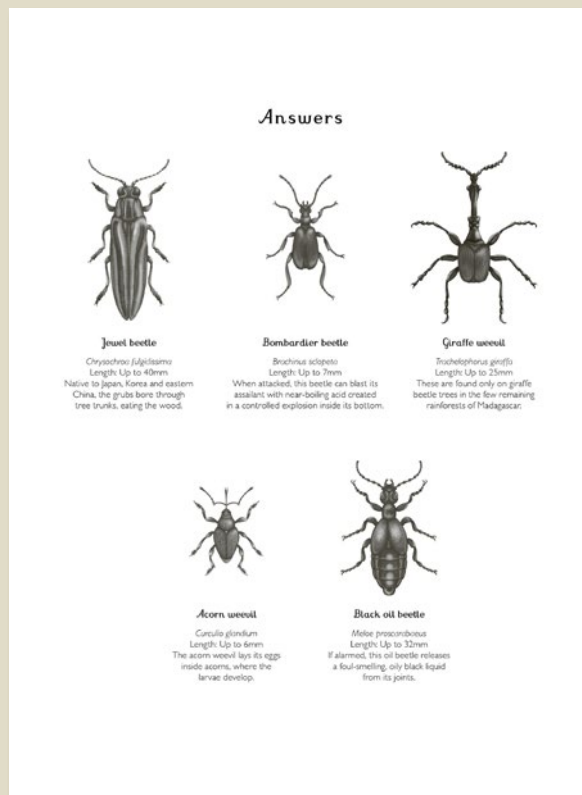 Answers
Jewel beetle
Chrysochroa fulgidissima
Length: Up to 40mm
Native to Japan, Korea and eastern
China, the grubs bore through
tree trunks, eating the wood.
Bombardier beetle
Brachinus sclopeta
Length: Up to 7mm
When attacked, this beetle can blast its
assailant with near-boiling acid created
in a controlled explosion inside its bottom.
Giraffe weevil
Trachelophorus giraffa
Length: Up to 25mm
These are found only on giraffe
beetle trees in the few remaining
rainforests of Madagascar.
Acorn weevil
Curculio glandium
Length: Up to 6mm
The acorn weevil lays its eggs
inside acorns, where the
larvae develop.
Black oil beetle
Meloe proscarabaeus
Length: Up to 32mm
If alarmed, this oil beetle releases
a foul-smelling, oily black liquid
from its joints.